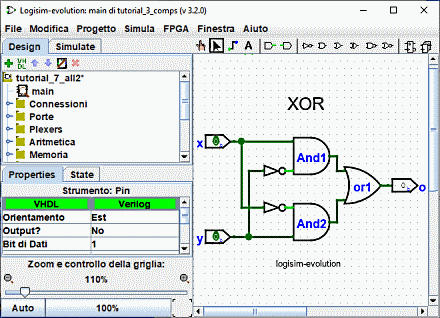 Logisim-evolution: main di tutorial_3_comps (v 3.2.0)
File Modifica Progetto Simula FPGA Finestra Aiuto
Design Simulate
VH
DL
A
tutorial_7_all2*
main
Connessioni
Porte
Plexers
Aritmetica
Memoria
Properties State
Strumento: Pin
VHDL Verilog
Orientamento Est
Output? No
Bit di Dati 1
Zoom e controllo della griglia:
110%
Auto 100%
XOR
x 0
And1
or1 0 o
And2
y 0
logisim-evolution